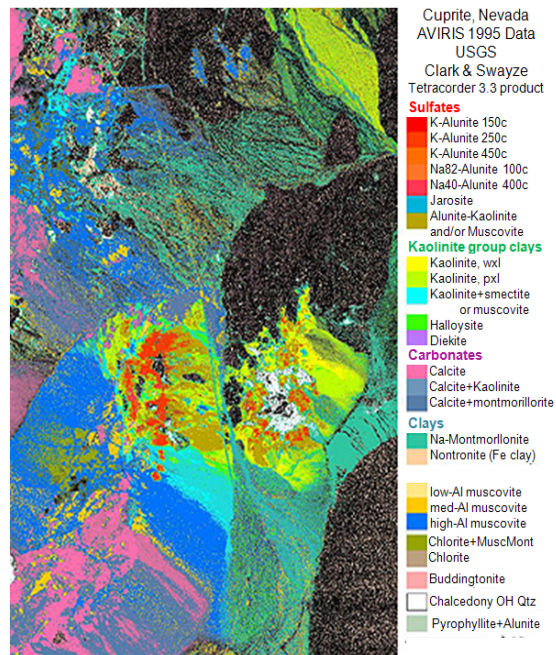 Cuprite, Nevada
AVIRIS 1995 Data
USGS
Clark & Swayze
Tetracorder 3.3 product
Sulfates
K-Alunite 150c
K-Alunite 250c
K-Alunite 450c
Na82-Alunite 100c
Na40-Alunite 400c
Jarosite
Alunite-Kaolinite
and/or Muscovite
Kaolinite group clays
Kaolinite, wxl
Kaolinite, pxl
Kaolinite+smectite
or muscovite
Halloysite
Diekite
Carbonates
Calcite
Calcite+Kaolinite
Calcite+montmorillorite
Clays
Na-Montmorllonite
Nontronite (Fe clay)
low-Al muscovite
med-Al muscovite
high-Al muscovite
Chlorite+MuscMont
Chlorite
Buddingtonite
Chalcedony OH Qtz
Pyrophyllite+Alunite